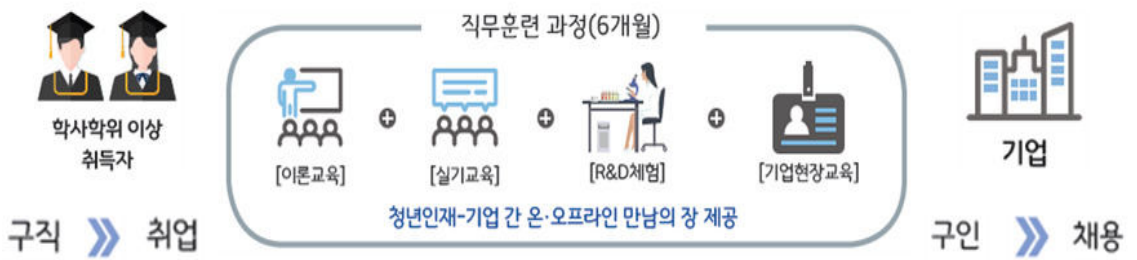 직무훈련 과정(6개월)
학사학위 이상
취득자
[이론교육]
[실기교육]
[R&D체험]
[기업현장교육]
기업
청년인재-기업 간 온·오프라인 만남의 장 제공
구직
취업
구인
채용